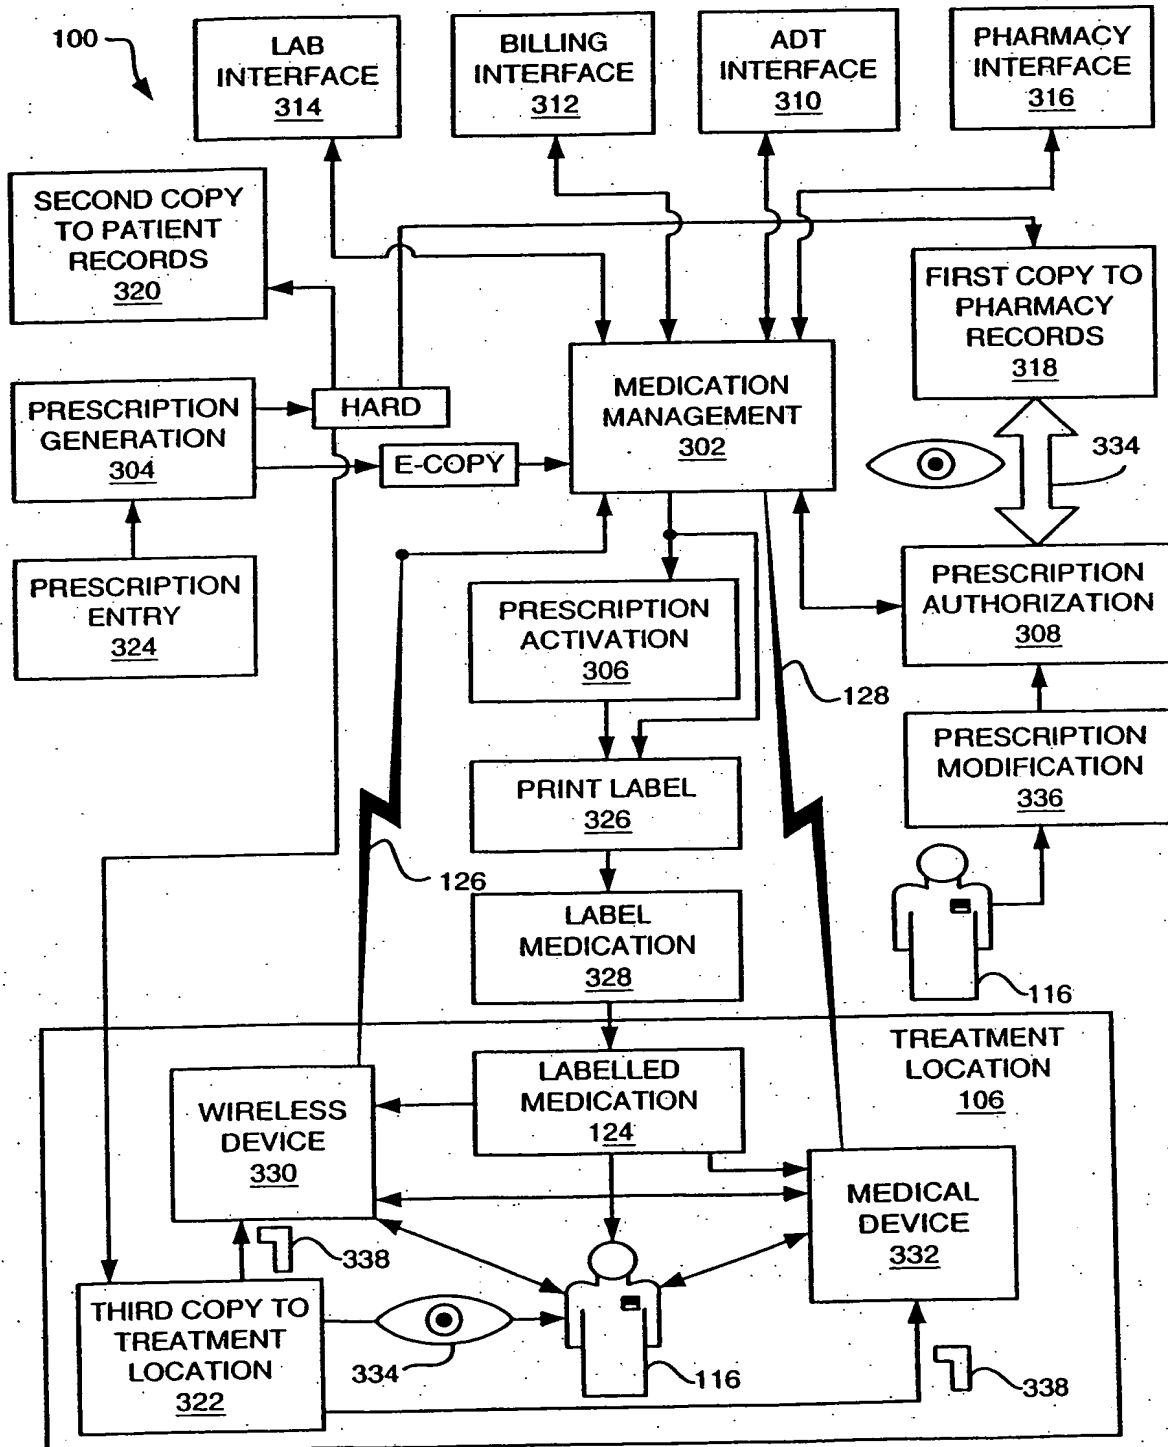 100
LAB
INTERFACE
314
BILLING
INTERFACE
312
ADT
INTERFACE
310
PHARMACY
INTERFACE
316
SECOND COPY
TO PATIENT
RECORDS
320
FIRST COPY TO
PHARMACY
RECORDS
318
PRESCRIPTION
GENERATION
304
HARD
E-COPY
MEDICATION
MANAGEMENT
302
334
PRESCRIPTION
ENTRY
324
PRESCRIPTION
ACTIVATION
306
PRESCRIPTION
AUTHORIZATION
308
128
PRINT LABEL
326
PRESCRIPTION
MODIFICATION
336
126
LABEL
MEDICATION
328
116
TREATMENT
LOCATION
106
WIRELESS
DEVICE
330
LABELLED
MEDICATION
124
MEDICAL
DEVICE
332
338
THIRD COPY TO
TREATMENT
LOCATION
322
334
116
338